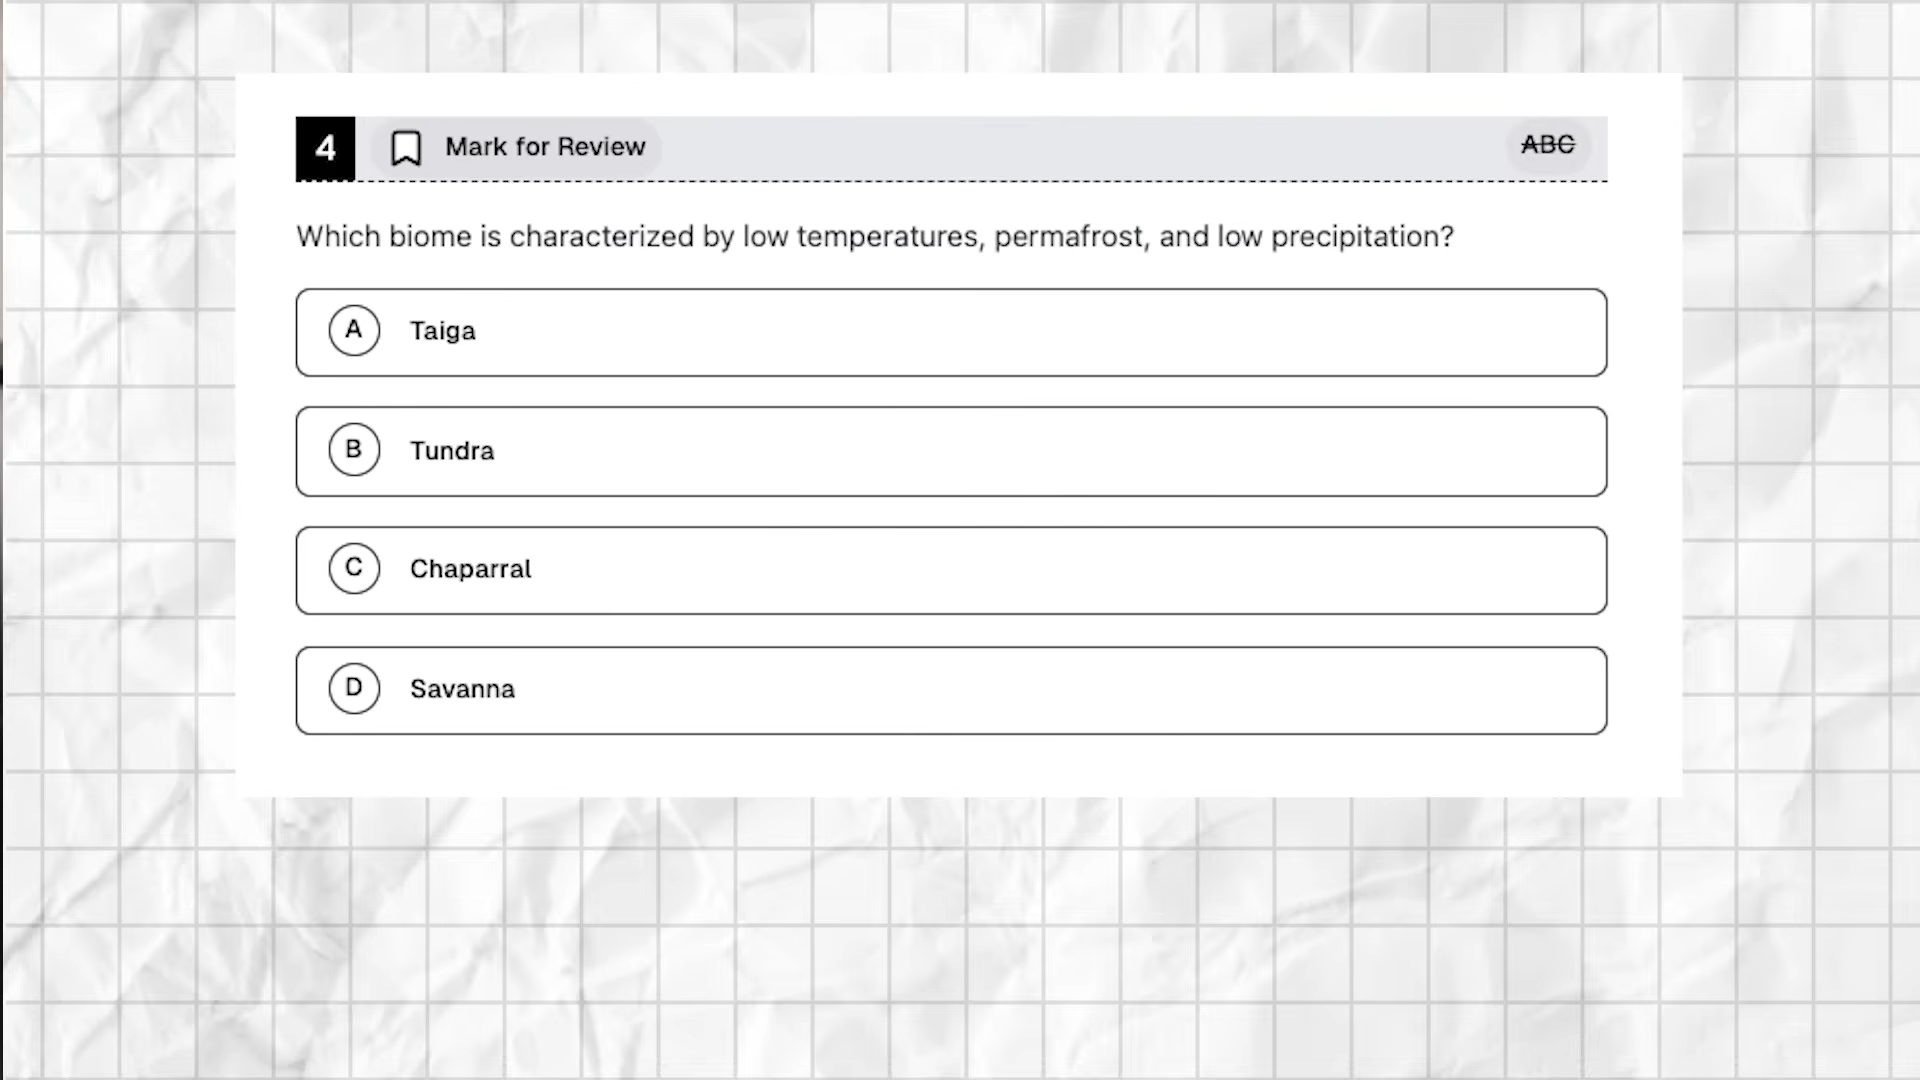 4 Mark for Review ABC
Which biome is characterized by low temperatures, permafrost, and low precipitation?
A Taiga
B Tundra
C Chaparral
D Savanna